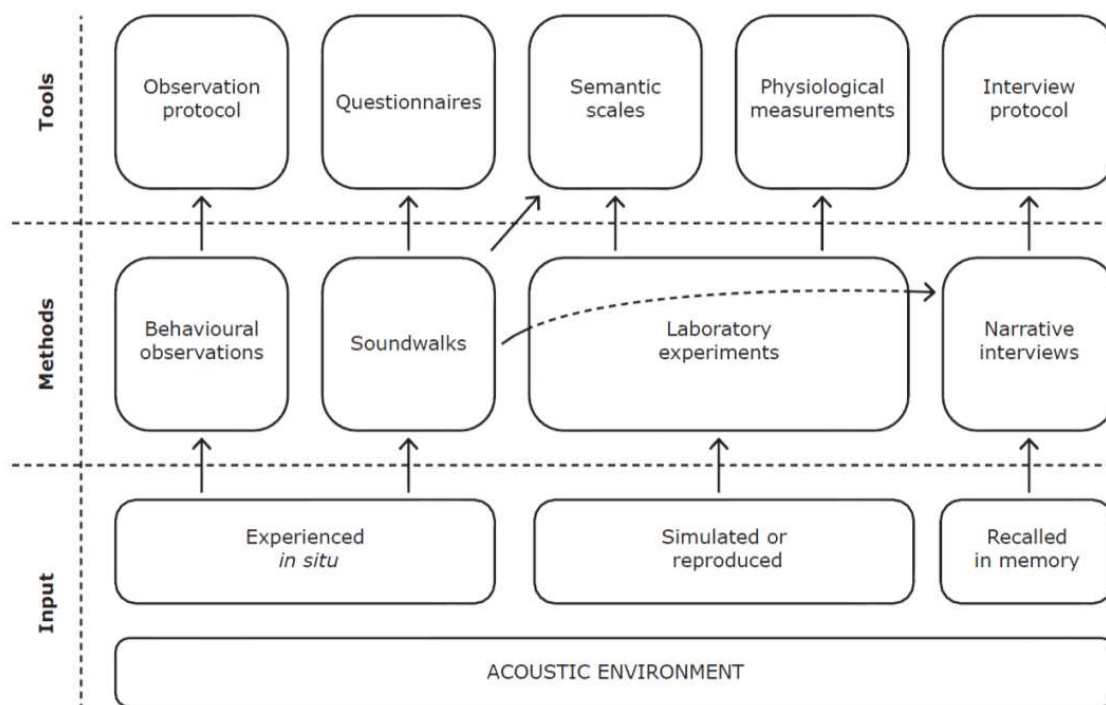 Tools
Observation
protocol
Questionnaires
Semantic
scales
Physiological
measurements
Interview
protocol
Methods
Behavioural
observations
Soundwalks
Laboratory
experiments
Narrative
interviews
Input
Experienced
in situ
Simulated or
reproduced
Recalled
in memory
ACOUSTIC ENVIRONMENT